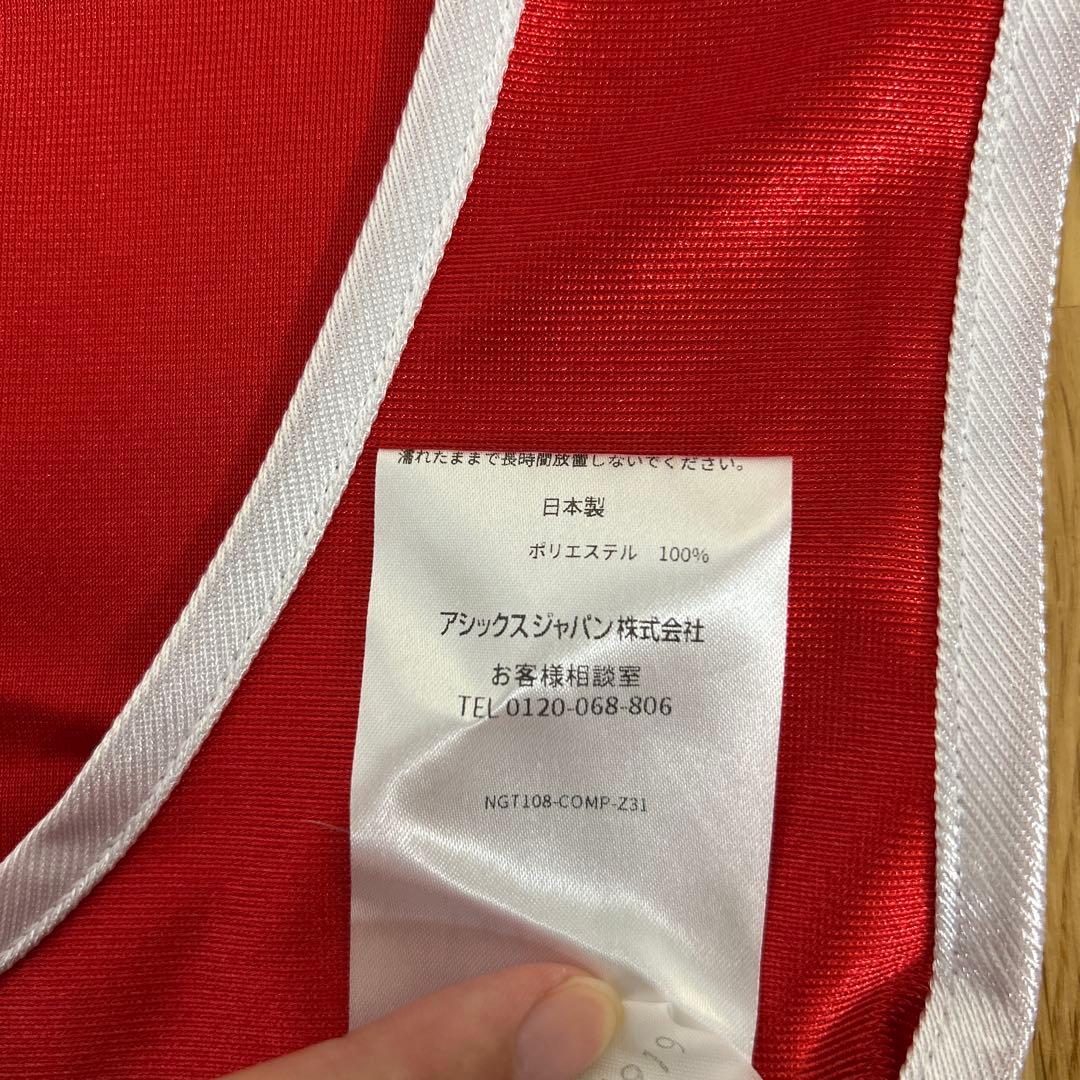 濡れたままで長時間放置しないでください。
日本製
ポリエステル 100%
アシックスジャパン株式会社
お客様相談室
TEL 0120-068-806
NGT108-COMP-Z31